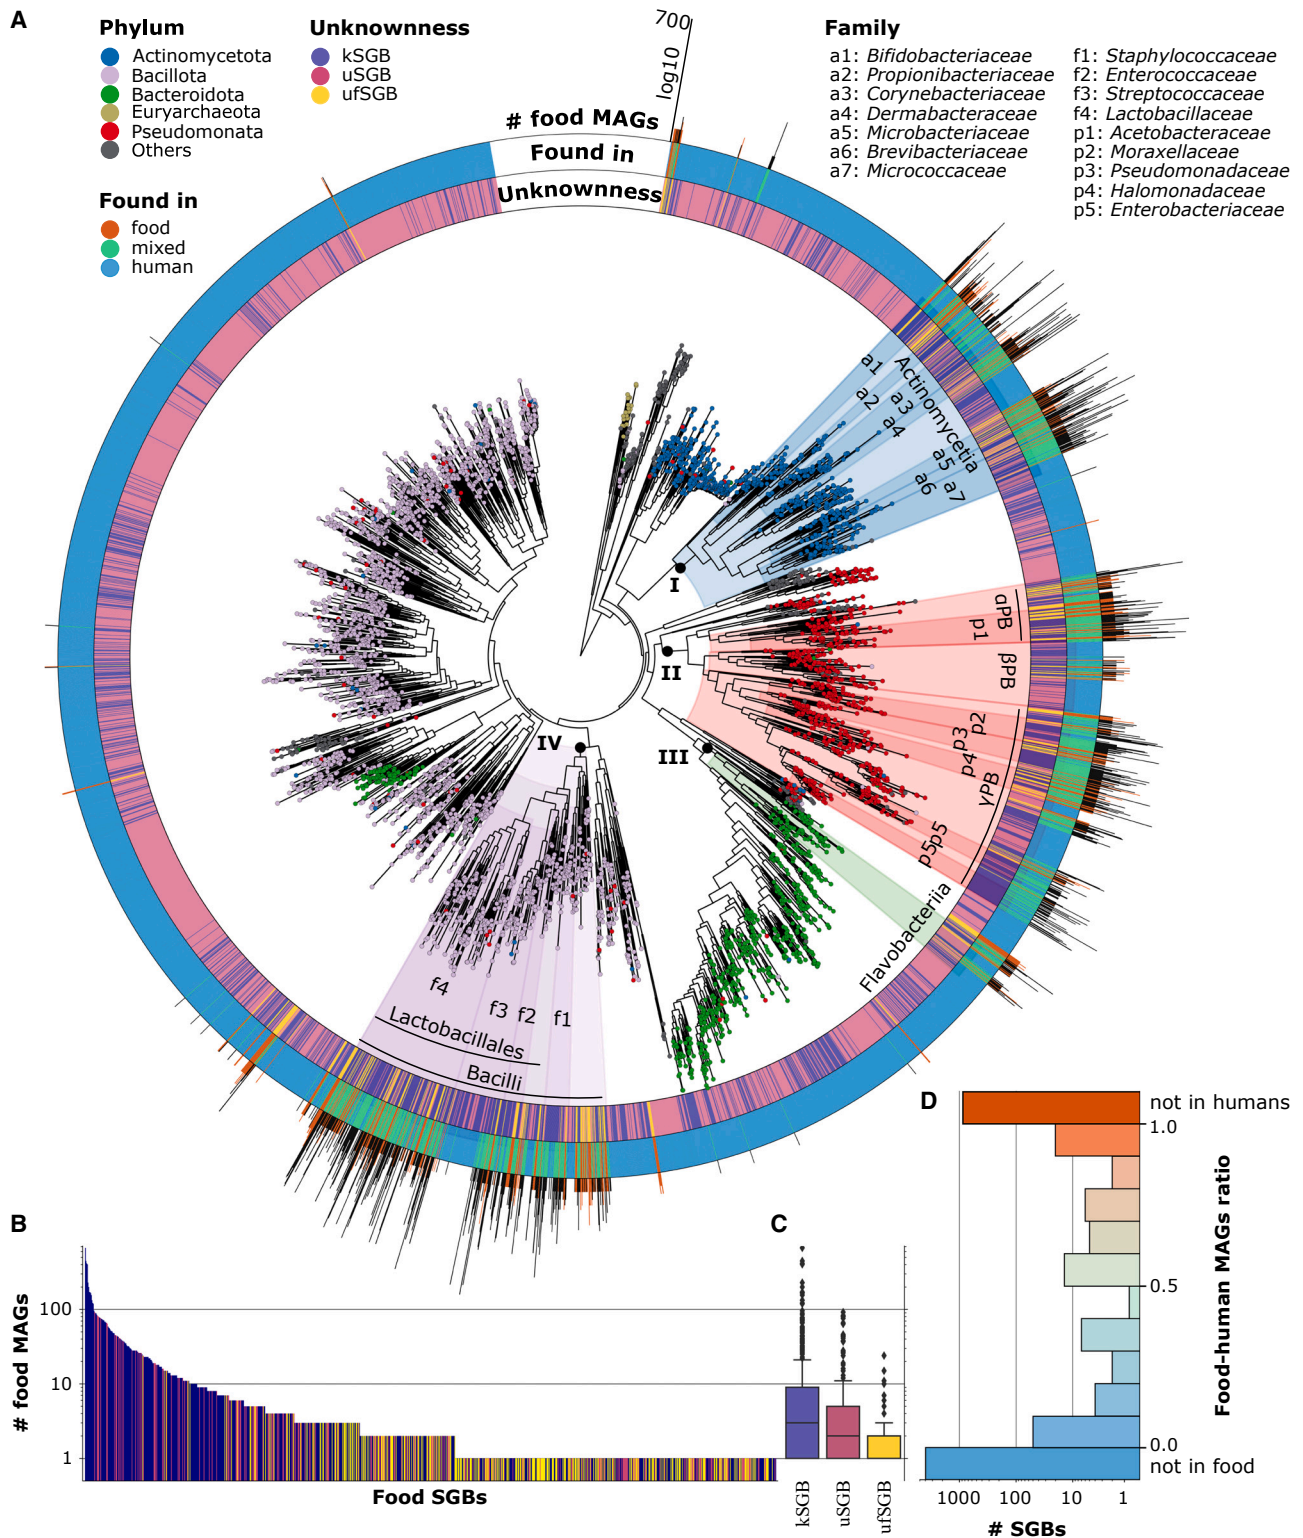 A
Phylum
Actinomycetota
Bacillota
Bacteroidota
Euryarchaeota
Pseudomonata
Others
Unknownness
kSGB
uSGB
ufSGB
Found in
food
mixed
human
700
log10
# food MAGs
Found in
Unknownness
Family
a1: Bifidobacteriaceae
a2: Propionibacteriaceae
a3: Corynebacteriaceae
a4: Dermabacteraceae
a5: Microbacteriaceae
a6: Brevibacteriaceae
a7: Micrococcaceae
f1: Staphylococcaceae
f2: Enterococcaceae
f3: Streptococcaceae
f4: Lactobacillaceae
p1: Acetobacteraceae
p2: Moraxellaceae
p3: Pseudomonadaceae
p4: Halomonadaceae
p5: Enterobacteriaceae
a1
a2
a3
a4
Actinomycetia
a5
a6
a7
I
II
III
IV
αPB
p1
βPB
p2
p3
p4
γPB
p5
p5
Flavobacteriia
f4
f3
f2
f1
Lactobacillales
Bacilli
B
# food MAGs
100
10
1
Food SGBs
C
kSGB
uSGB
ufSGB
D
not in humans
1.0
0.5
0.0
not in food
Food-human MAGs ratio
1000
100
10
1
# SGBs